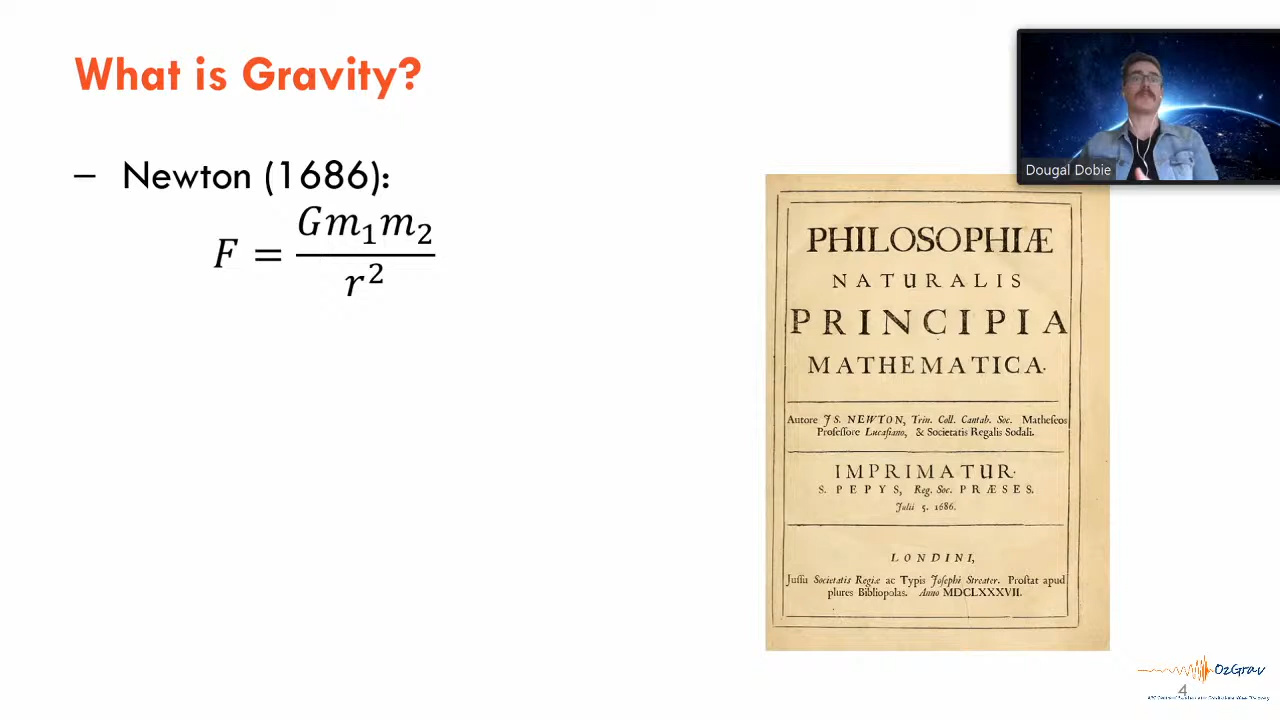 What is Gravity?
– Newton (1686):
F = Gm₁m₂ / r²
Dougal Dobie
PHILOSOPHIÆ
NATURALIS
PRINCIPIA
MATHEMATICA.
Autore JS. NEWTON, Trin. Coll. Cantab. Soc. Matheseos
Professore Lucasiano, & Societatis Regalis Sodali.
IMPRIMATUR.
S. PEPYS, Reg. Soc. PRÆSES.
Julii 5. 1686.
LONDINI,
Jussu Societatis Regiæ ac Typis Josephi Streater. Prostat apud
plures Bibliopolas. Anno MDCLXXXVII.
OzGrav
4